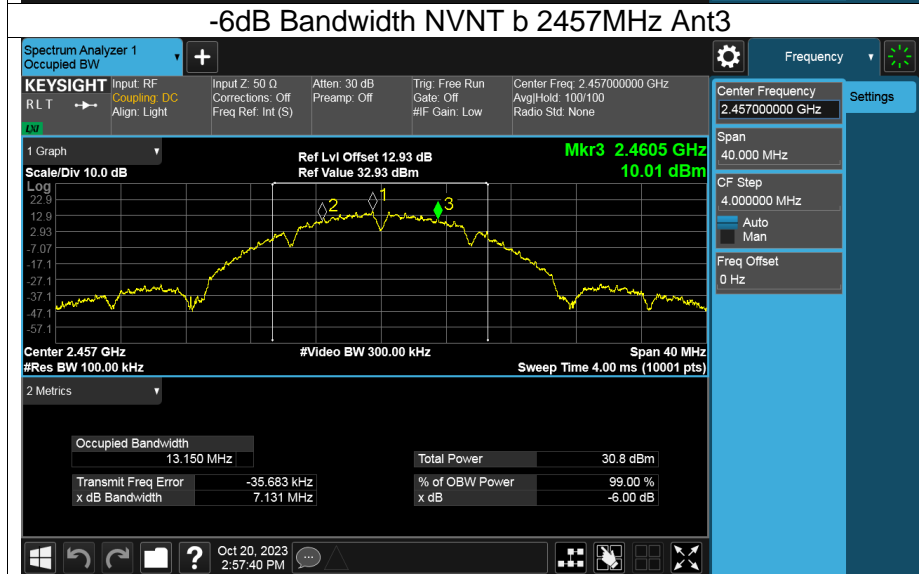 -6dB Bandwidth NVNT b 2457MHz Ant3
Spectrum Analyzer 1
Occupied BW
+
Frequency
KEYSIGHT
R L T
LXI
Input: RF
Coupling: DC
Align: Light
Input Z: 50 Ω
Corrections: Off
Freq Ref: Int (S)
Atten: 30 dB
Preamp: Off
Trig: Free Run
Gate: Off
#IF Gain: Low
Center Freq: 2.457000000 GHz
Avg|Hold: 100/100
Radio Std: None
Center Frequency
2.457000000 GHz
Settings
Span
40.000 MHz
CF Step
4.000000 MHz
Auto
Man
Freq Offset
0 Hz
1 Graph
Ref Lvl Offset 12.93 dB
Mkr3 2.4605 GHz
Scale/Div 10.0 dB
Ref Value 32.93 dBm
10.01 dBm
Log
22.9
12.9
2.93
-7.07
-17.1
-27.1
-37.1
-47.1
-57.1
2
1
3
Center 2.457 GHz
#Video BW 300.00 kHz
Span 40 MHz
#Res BW 100.00 kHz
Sweep Time 4.00 ms (10001 pts)
2 Metrics
Occupied Bandwidth
13.150 MHz
Total Power 30.8 dBm
Transmit Freq Error -35.683 kHz
% of OBW Power 99.00 %
x dB Bandwidth 7.131 MHz
x dB -6.00 dB
?
Oct 20, 2023
2:57:40 PM